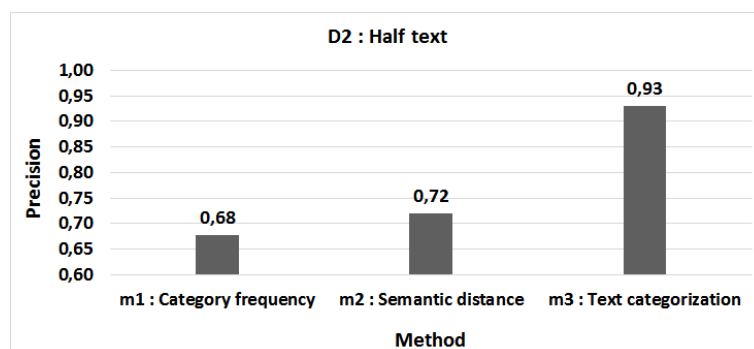 D2 : Half text
1,00
0,95
0,90
0,85
0,80
0,75
0,70
0,65
0,60
Precision
0,68
0,72
0,93
m1 : Category frequency
m2 : Semantic distance
m3 : Text categorization
Method